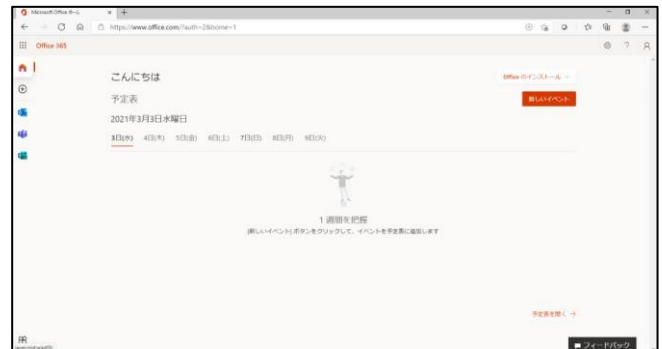 Microsoft Office ホーム
https://www.office.com/?auth=2&home=1
Office 365
こんにちは
Office のインストール
予定表
新しいイベント
2021年3月3日水曜日
3日(水) 4日(木) 5日(金) 6日(土) 7日(日) 8日(月) 9日(火)
1 週間を把握
[新しいイベント] ボタンをクリックして、イベントを予定表に追加します
予定表を開く →
フィードバック